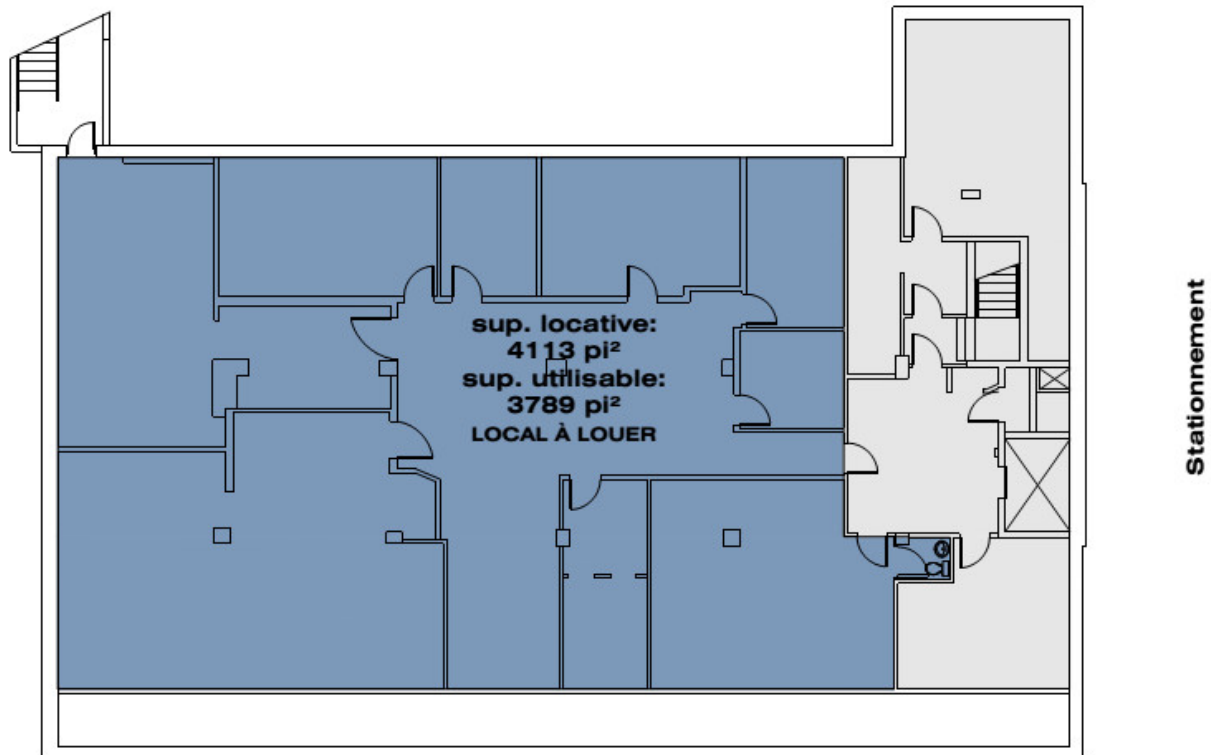 sup. locative:
4113 pi²
sup. utilisable:
3789 pi²
LOCAL À LOUER
Stationnement